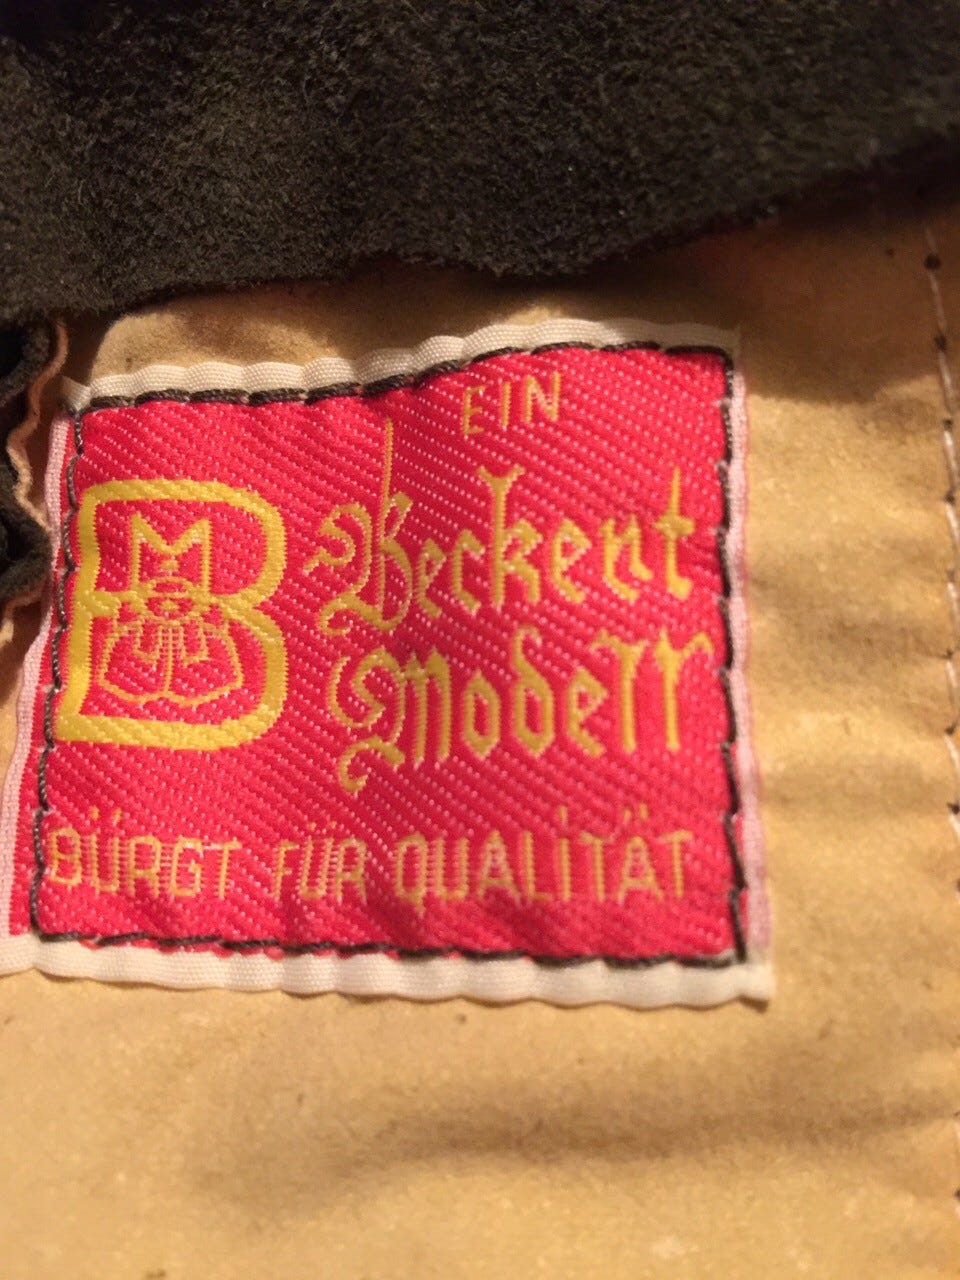 EIN
Beckert
Modell
BÜRGT FÜR QUALITÄT